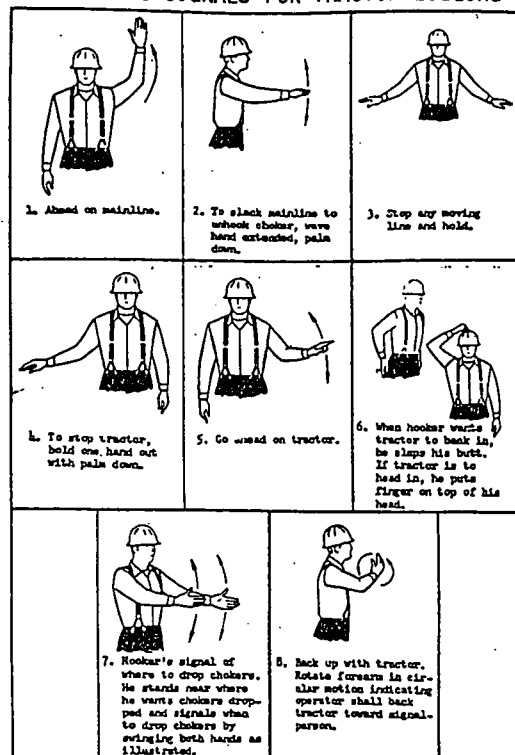 SIGNALS FOR TRACTOR
1. Ahead on mainline.
2. To slack mainline to
unhook choker, wave
hand extended, palm
down.
3. Stop any moving
line and hold.
4. To stop tractor,
hold one hand out
with palm down.
5. Go ahead on tractor.
6. When hooker wants
tractor to back in,
he slaps his butt.
If tractor is to
head in, he puts
finger on top of his
head.
7. Hooker's signal of
where to drop chokers.
He stands near where
he wants chokers drop-
ped and signals when
to drop chokers by
swinging both hands as
illustrated.
8. Back up with tractor.
Rotate forearm in cir-
cular motion indicating
operator shall back
tractor toward signal-
person.